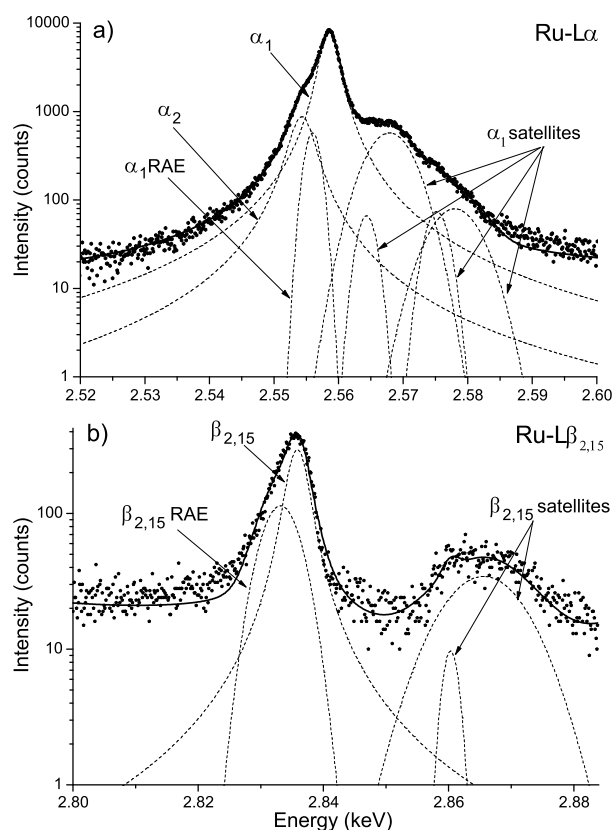 a)
Ru-Lα
α1
α2
α1 RAE
α1 satellites
Intensity (counts)
10000
1000
100
10
1
2.52 2.53 2.54 2.55 2.56 2.57 2.58 2.59 2.60
b)
Ru-Lβ2,15
β2,15
β2,15 RAE
β2,15 satellites
Intensity (counts)
100
10
1
2.80 2.82 2.84 2.86 2.88
Energy (keV)